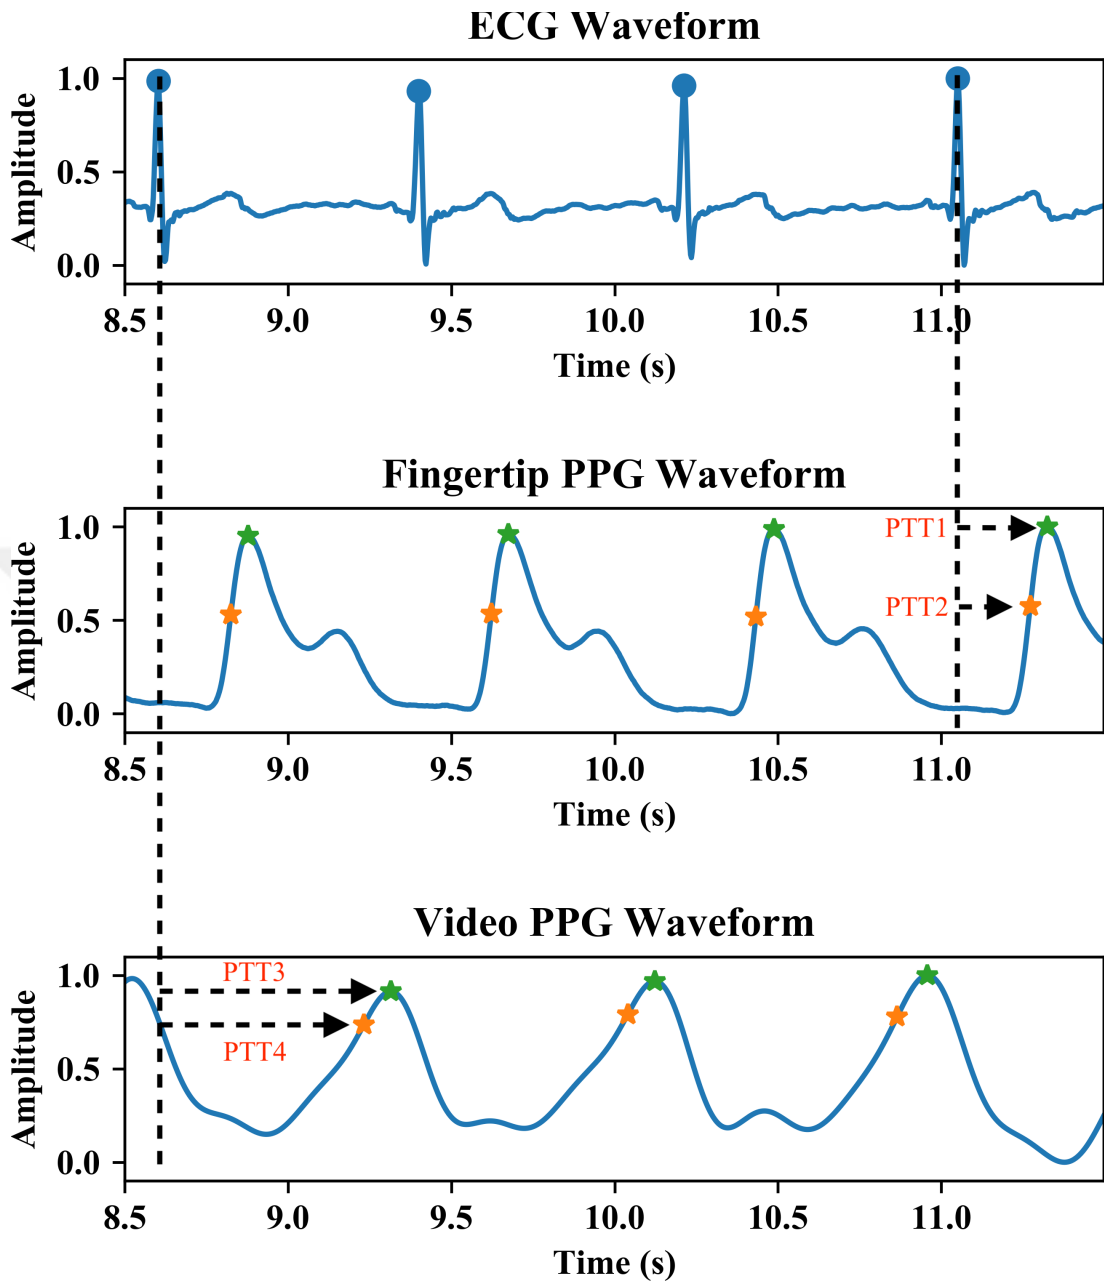 ECG Waveform
Amplitude
1.0
0.5
0.0
8.5 9.0 9.5 10.0 10.5 11.0
Time (s)
Fingertip PPG Waveform
Amplitude
1.0
0.5
0.0
PTT1
PTT2
8.5 9.0 9.5 10.0 10.5 11.0
Time (s)
Video PPG Waveform
Amplitude
1.0
0.5
0.0
PTT3
PTT4
8.5 9.0 9.5 10.0 10.5 11.0
Time (s)